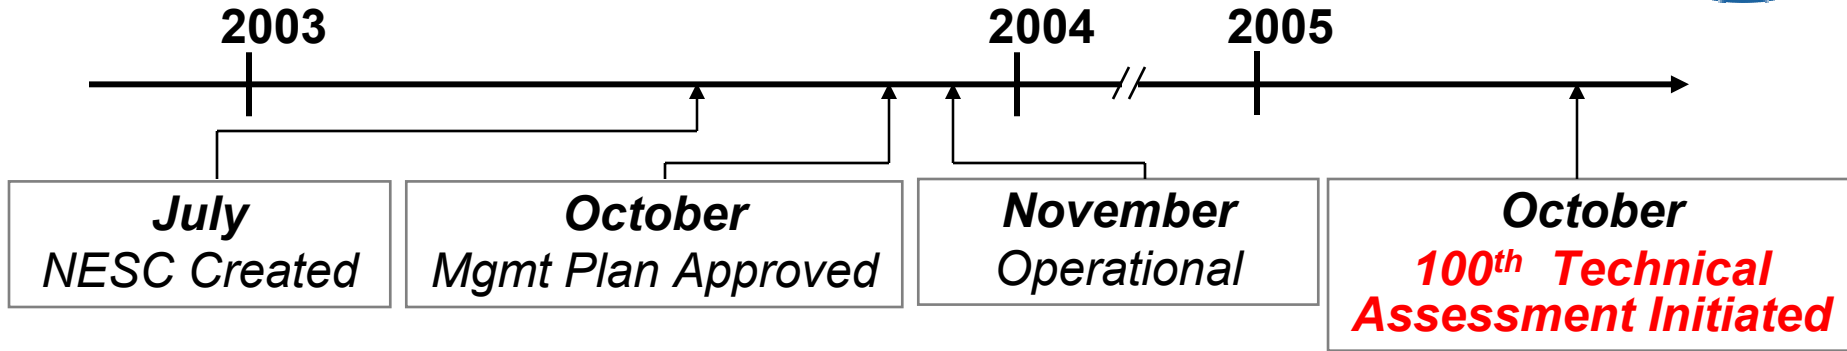 2003
2004
2005
July
NESC Created
October
Mgmt Plan Approved
November
Operational
October
100th Technical
Assessment Initiated